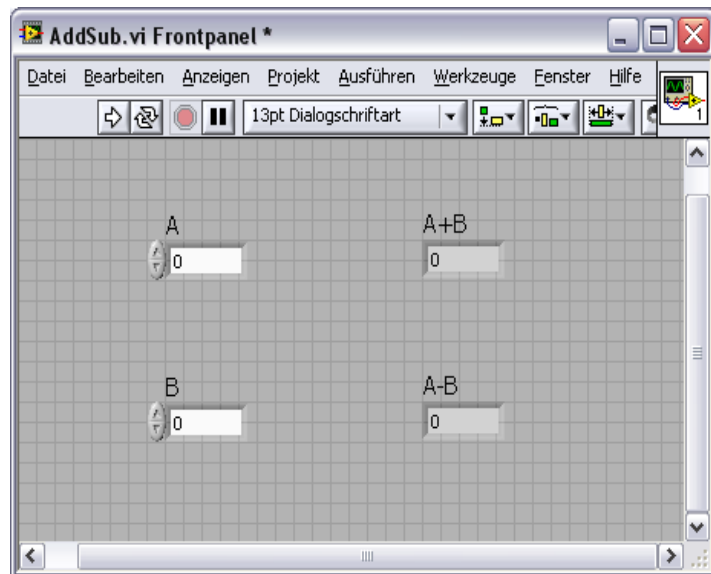 AddSub.vi Frontpanel *
Datei Bearbeiten Anzeigen Projekt Ausführen Werkzeuge Fenster Hilfe
13pt Dialogschriftart
1
A A+B
0 0
B A-B
0 0